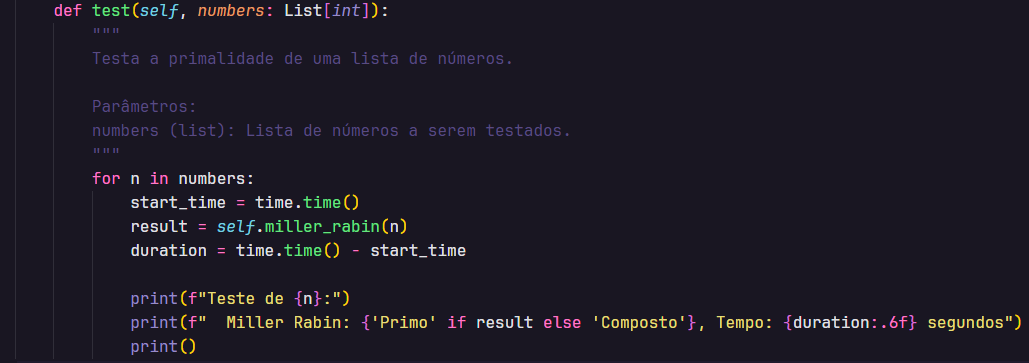 def test(self, numbers: List[int]):
"""
Testa a primalidade de uma lista de números.
Parâmetros:
numbers (list): Lista de números a serem testados.
"""
for n in numbers:
start_time = time.time()
result = self.miller_rabin(n)
duration = time.time() - start_time
print(f"Teste de {n}:")
print(f"  Miller Rabin: {'Primo' if result else 'Composto'}, Tempo: {duration:.6f} segundos")
print()